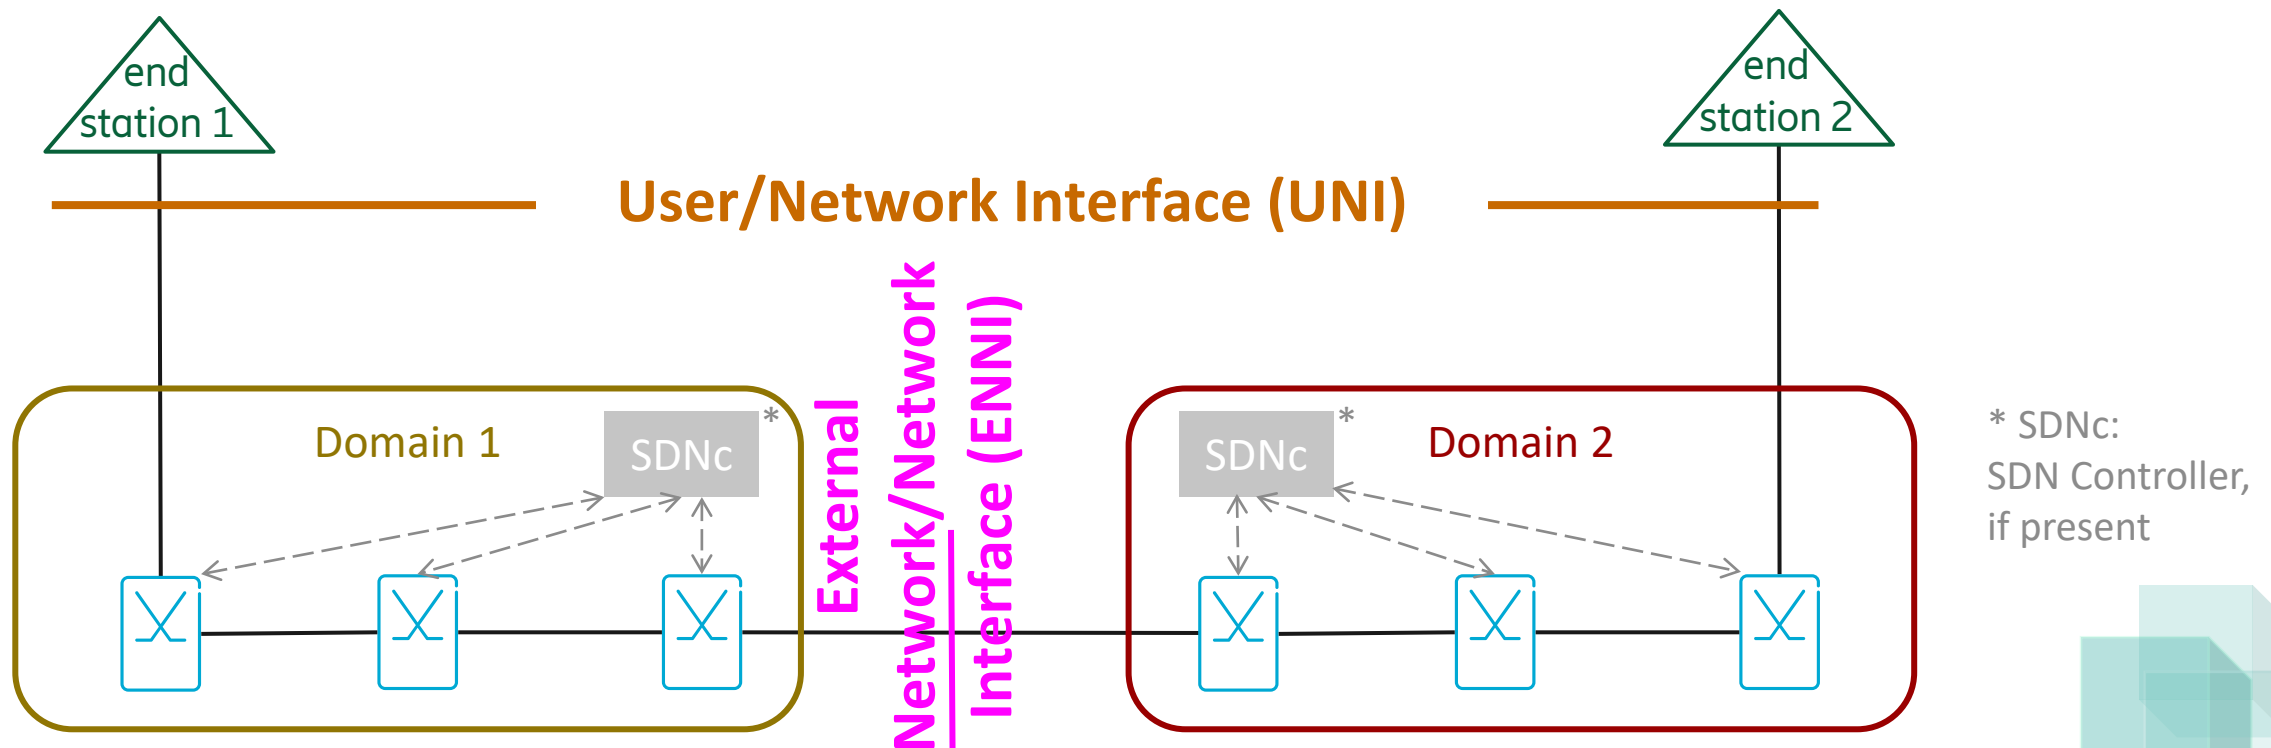 end
station 1
end
station 2
User/Network Interface (UNI)
External
Network/Network
Interface (ENNI)
Domain 1
SDNc
*
SDNc
*
Domain 2
* SDNc:
SDN Controller,
if present